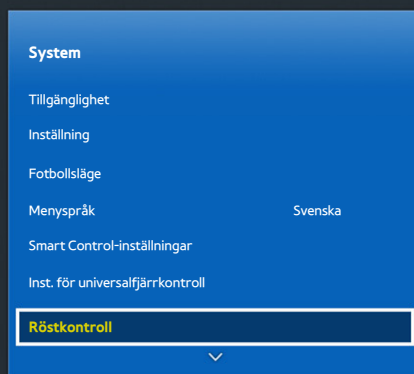 System
Tillgänglighet
Inställning
Fotbollsläge
Menyspråk Svenska
Smart Control-inställningar
Inst. för universalfjärrkontroll
Röstkontroll